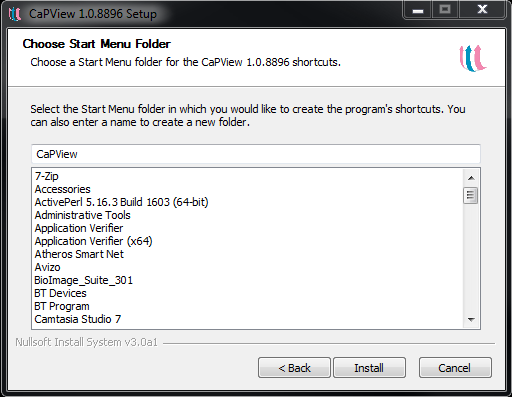 CaPView 1.0.8896 Setup
Choose Start Menu Folder
Choose a Start Menu folder for the CaPView 1.0.8896 shortcuts.
Select the Start Menu folder in which you would like to create the program's shortcuts. You
can also enter a name to create a new folder.
CaPView
7-Zip
Accessories
ActivePerl 5.16.3 Build 1603 (64-bit)
Administrative Tools
Application Verifier
Application Verifier (x64)
Atheros Smart Net
Avizo
BioImage_Suite_301
BT Devices
BT Program
Camtasia Studio 7
Nullsoft Install System v3.0a1
< Back
Install
Cancel